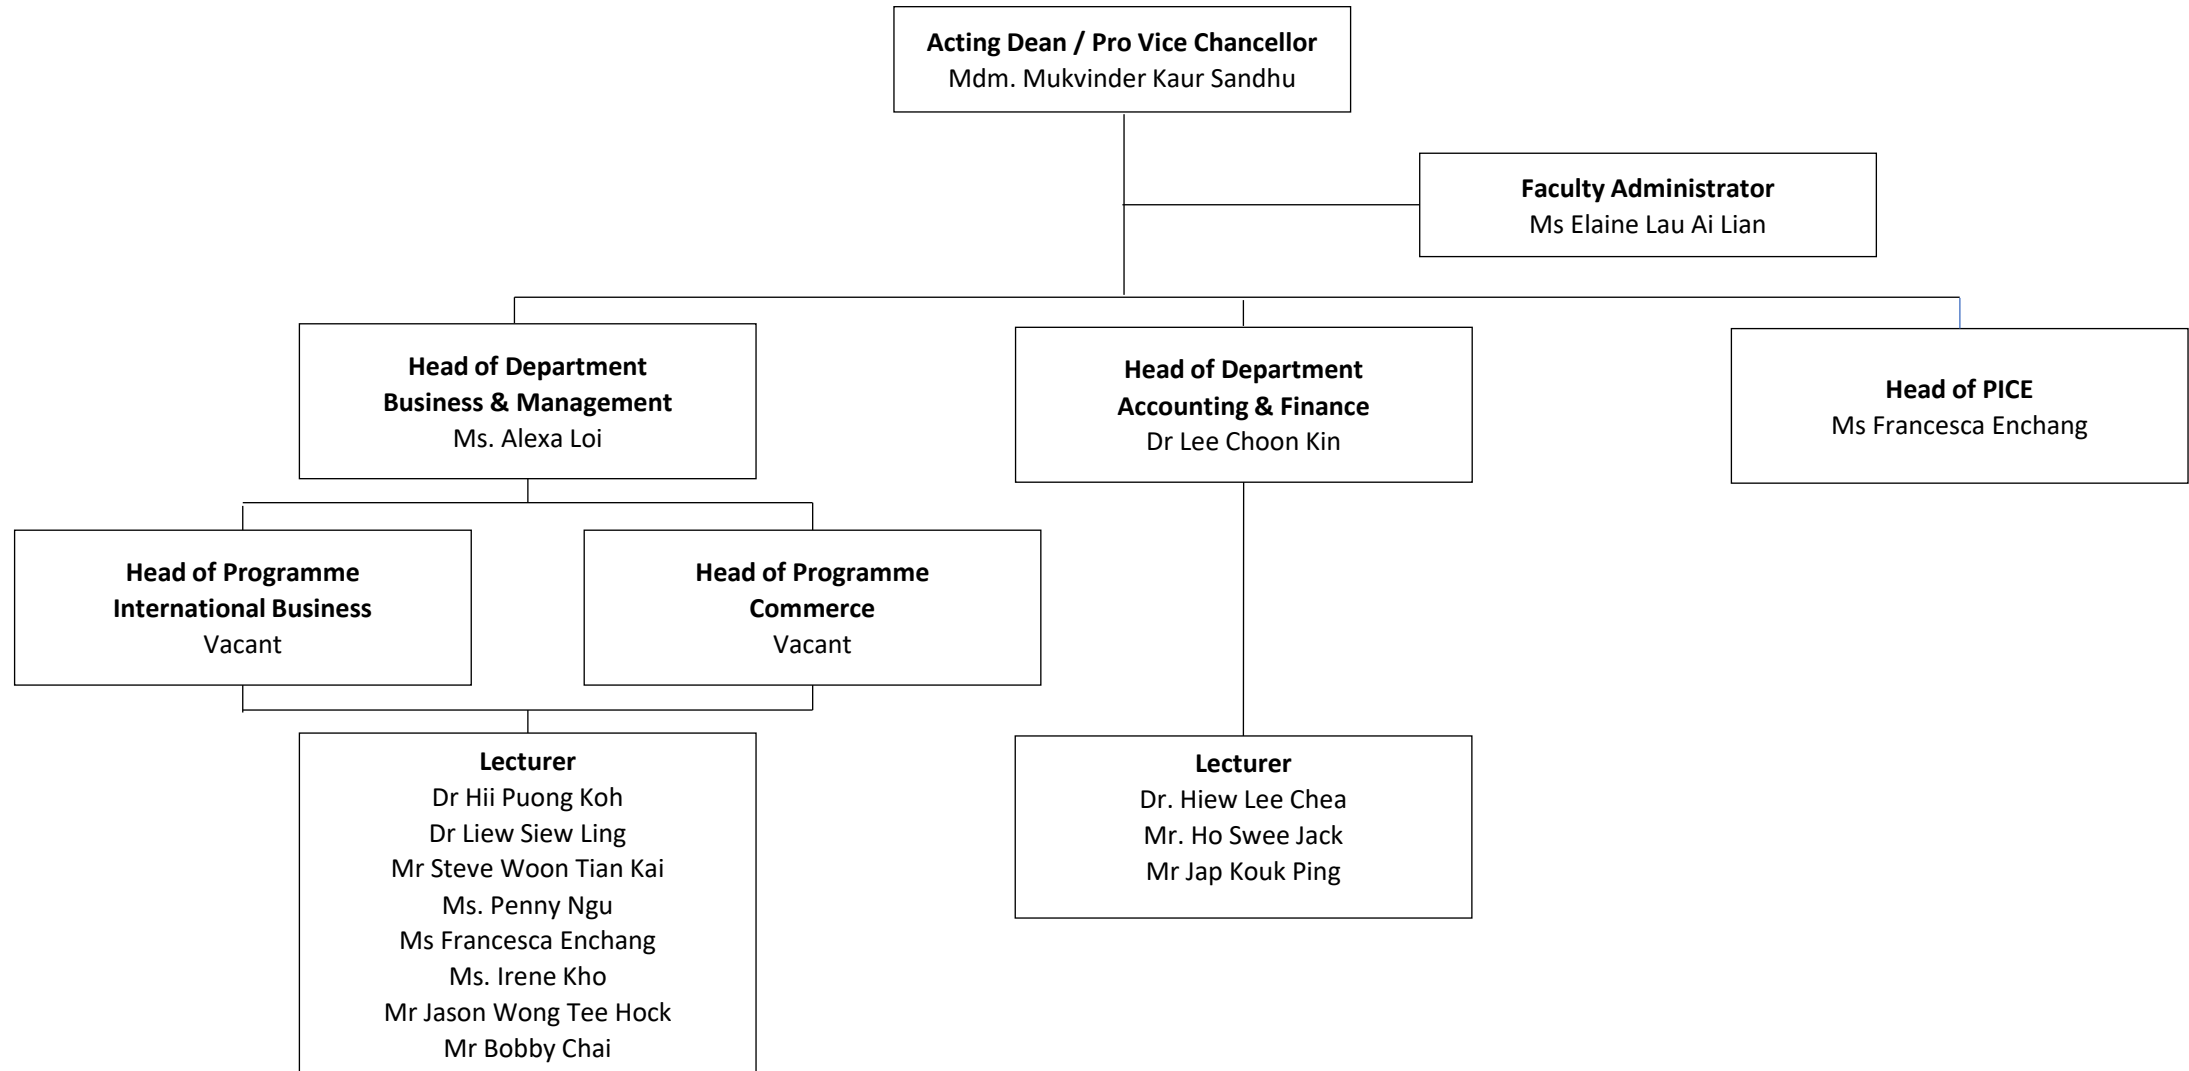 Acting Dean / Pro Vice Chancellor
Mdm. Mukvinder Kaur Sandhu
Faculty Administrator
Ms Elaine Lau Ai Lian
Head of Department
Business & Management
Ms. Alexa Loi
Head of Department
Accounting & Finance
Dr Lee Choon Kin
Head of PICE
Ms Francesca Enchang
Head of Programme
International Business
Vacant
Head of Programme
Commerce
Vacant
Lecturer
Dr Hii Puong Koh
Dr Liew Siew Ling
Mr Steve Woon Tian Kai
Ms. Penny Ngu
Ms Francesca Enchang
Ms. Irene Kho
Mr Jason Wong Tee Hock
Mr Bobby Chai
Lecturer
Dr. Hiew Lee Chea
Mr. Ho Swee Jack
Mr Jap Kouk Ping